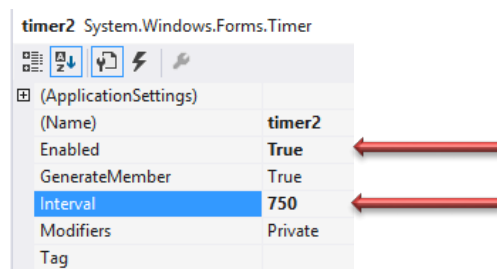 timer2 System.Windows.Forms.Timer
(ApplicationSettings)
(Name) timer2
Enabled True
GenerateMember True
Interval 750
Modifiers Private
Tag